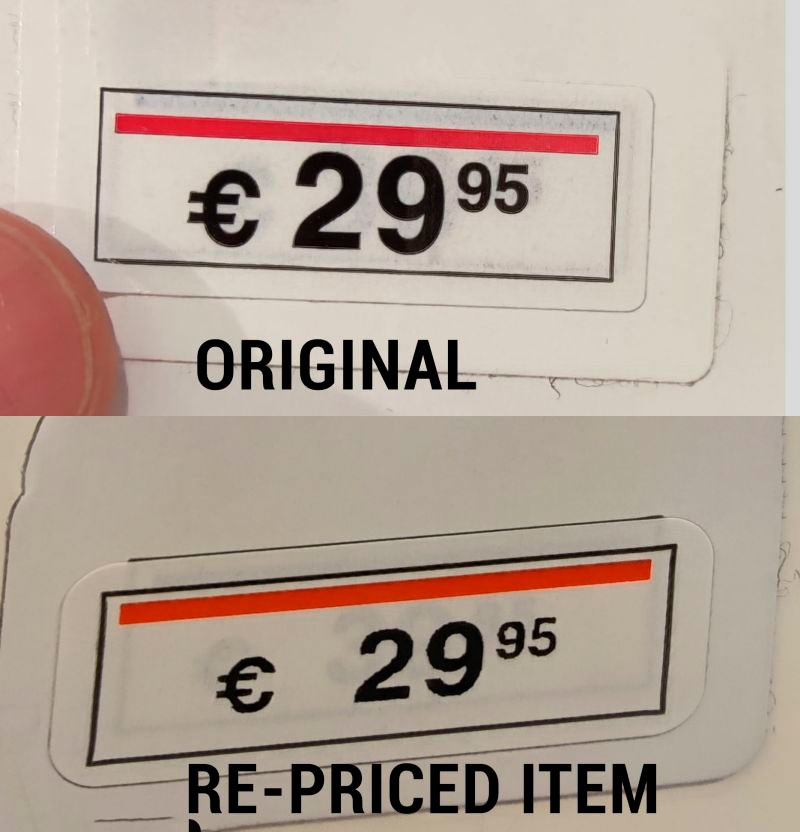 € 29 95
ORIGINAL
€ 29 95
RE-PRICED ITEM